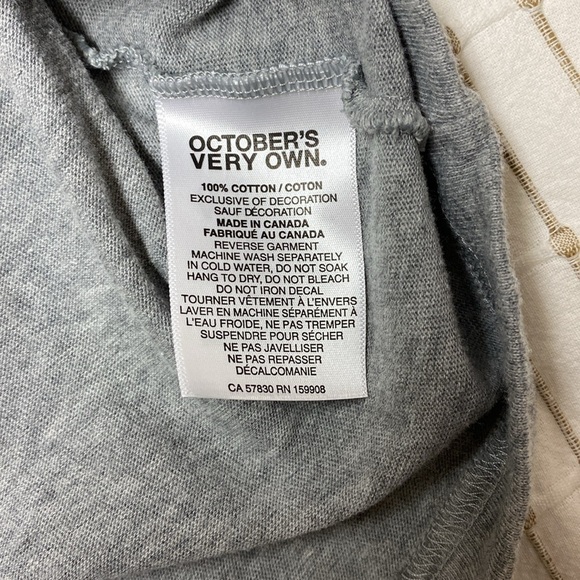 OCTOBER'S
VERY OWN.
100% COTTON / COTON
EXCLUSIVE OF DECORATION
SAUF DÉCORATION
MADE IN CANADA
FABRIQUÉ AU CANADA
REVERSE GARMENT
MACHINE WASH SEPARATELY
IN COLD WATER, DO NOT SOAK
HANG TO DRY, DO NOT BLEACH
DO NOT IRON DECAL
TOURNER VÊTEMENT À L'ENVERS
LAVER EN MACHINE SÉPARÉMENT À
L'EAU FROIDE, NE PAS TREMPER
SUSPENDRE POUR SÉCHER
NE PAS JAVELLISER
NE PAS REPASSER
DÉCALCOMANIE
CA 57830 RN 159908